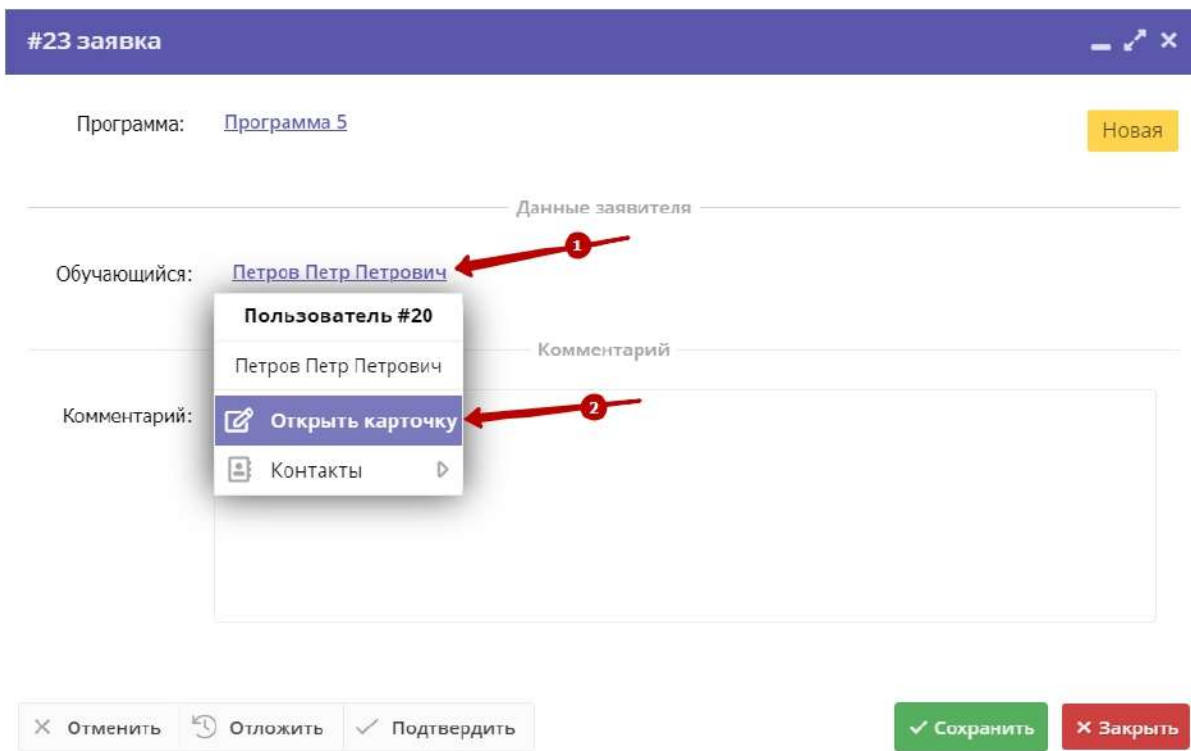 #23 заявка
Программа: Программа 5
Новая
Данные заявителя
1
Обучающийся: Петров Петр Петрович
Пользователь #20
Комментарий
Петров Петр Петрович
2
Комментарий:
Открыть карточку
Контакты
Отменить Отложить Подтвердить Сохранить Закрыть